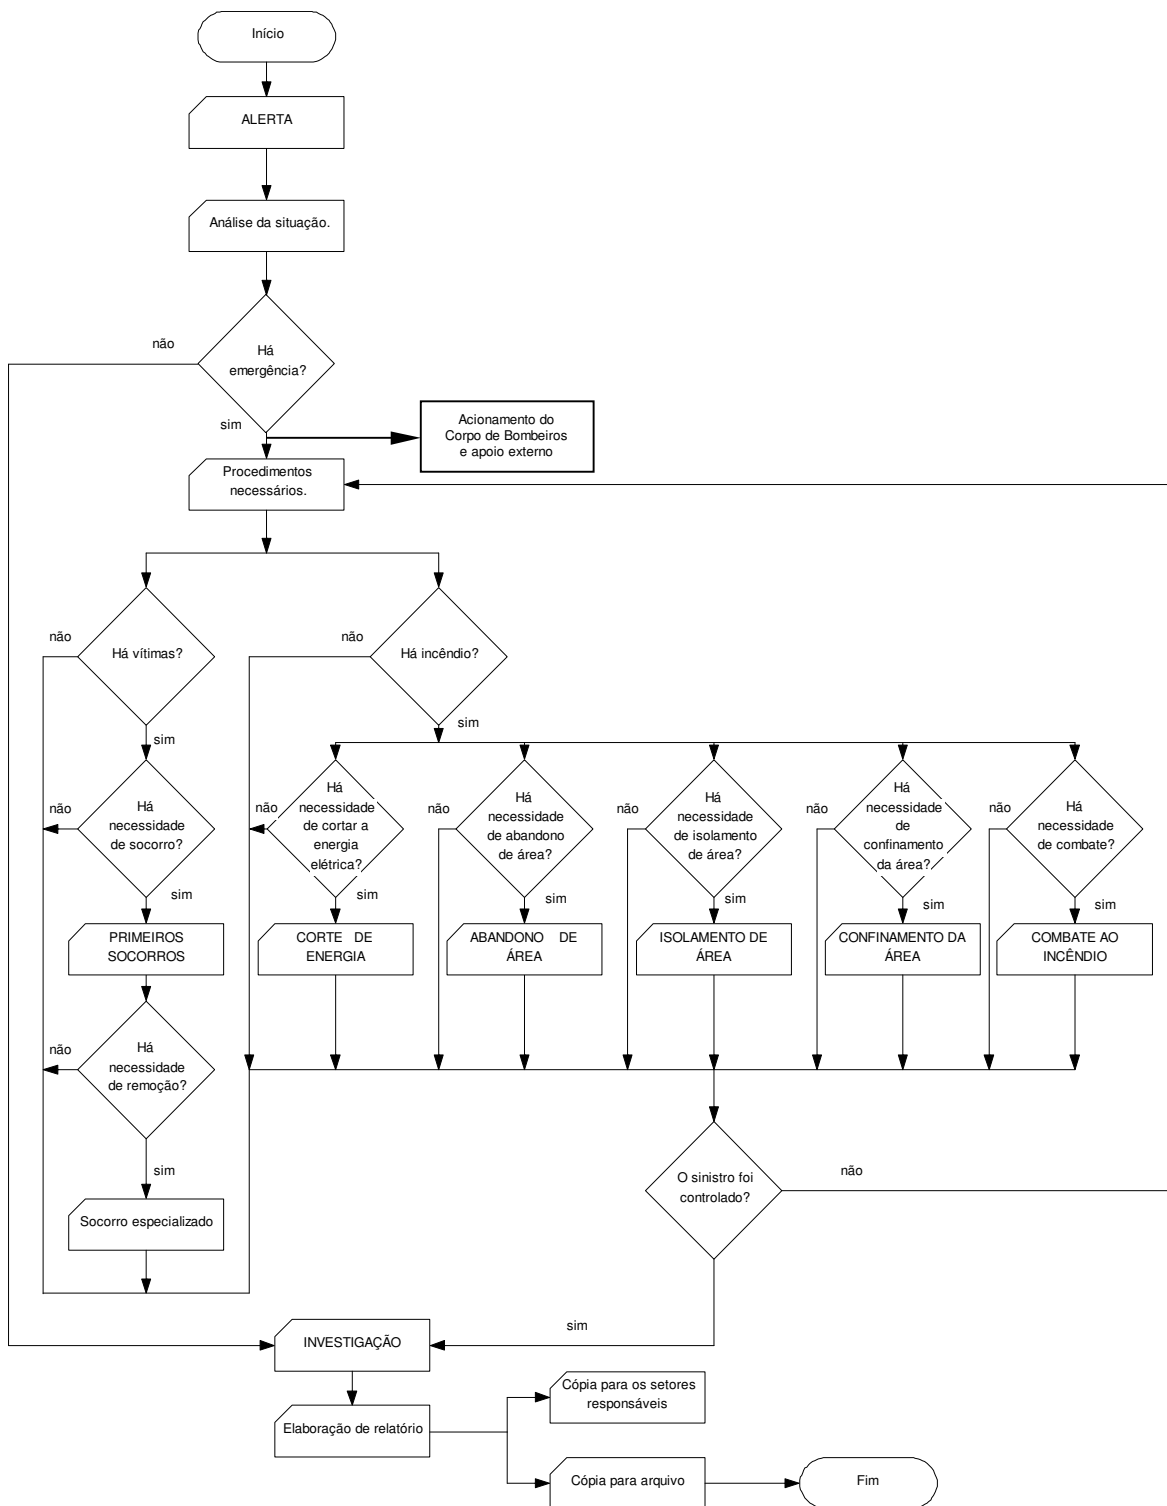 Início
ALERTA
Análise da situação.
não
Há
emergência?
sim
Acionamento do
Corpo de Bombeiros
e apoio externo
Procedimentos
necessários.
não
Há vítimas?
sim
não
Há incêndio?
sim
não
Há
necessidade
de socorro?
sim
não
Há
necessidade
de cortar a
energia
elétrica?
sim
não
Há
necessidade
de abandono
de área?
sim
não
Há
necessidade
de isolamento
de área?
sim
não
Há
necessidade
de
confinamento
da área?
sim
não
Há
necessidade
de combate?
sim
PRIMEIROS
SOCORROS
CORTE DE
ENERGIA
ABANDONO DE
ÁREA
ISOLAMENTO DE
ÁREA
CONFINAMENTO DA
ÁREA
COMBATE AO
INCÊNDIO
não
Há
necessidade
de remoção?
sim
Socorro especializado
O sinistro foi
controlado?
não
sim
INVESTIGAÇÃO
Elaboração de relatório
Cópia para os setores
responsáveis
Cópia para arquivo
Fim